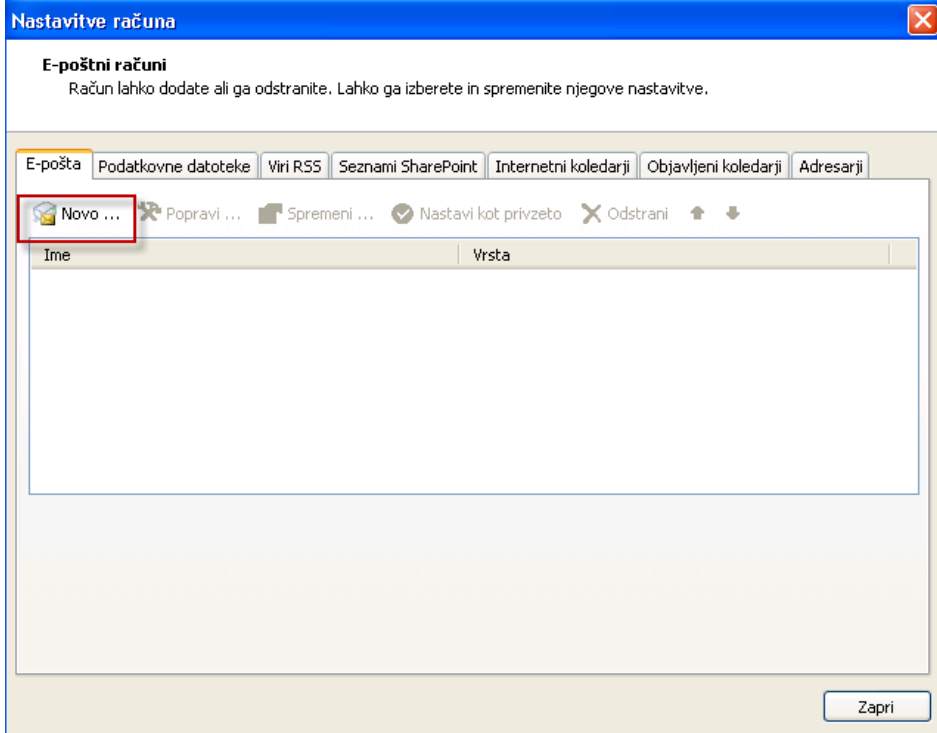 Nastavitve računa
E-poštni računi
Račun lahko dodate ali ga odstranite. Lahko ga izberete in spremenite njegove nastavitve.
E-pošta Podatkovne datoteke Viri RSS Seznami SharePoint Internetni koledarji Objavljeni koledarji Adresarji
Novo ... Popravi ... Spremeni ... Nastavi kot privzeto Odstrani
Ime Vrsta
Zapri